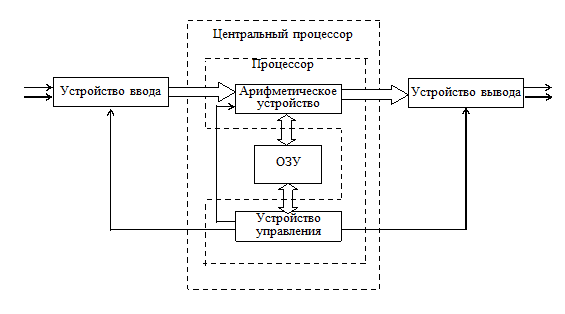 Центральный процессор
Процессор
Устройство ввода
Арифметическое
устройство
Устройство вывода
ОЗУ
Устройство
управления